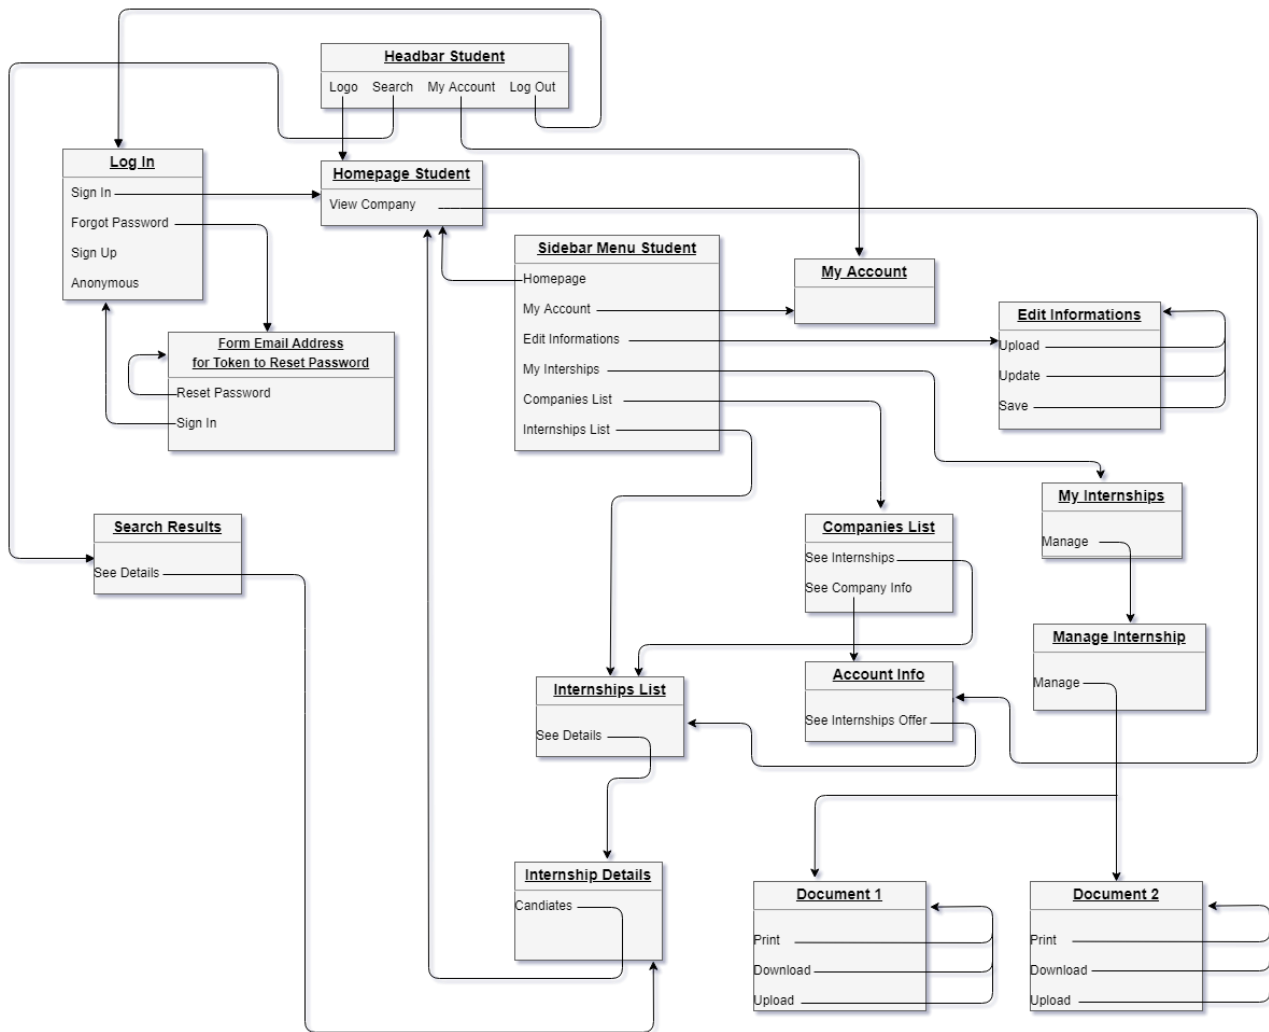 Headbar Student
Logo Search My Account Log Out
Log In
Sign In
Forgot Password
Sign Up
Anonymous
Homepage Student
View Company
Sidebar Menu Student
Homepage
My Account
Edit Informations
My Interships
Companies List
Internships List
My Account
Edit Informations
Upload
Update
Save
Form Email Address
for Token to Reset Password
Reset Password
Sign In
Search Results
See Details
Companies List
See Internships
See Company Info
My Internships
Manage
Manage Internship
Manage
Internships List
See Details
Account Info
See Internships Offer
Internship Details
Candiates
Document 1
Print
Download
Upload
Document 2
Print
Download
Upload